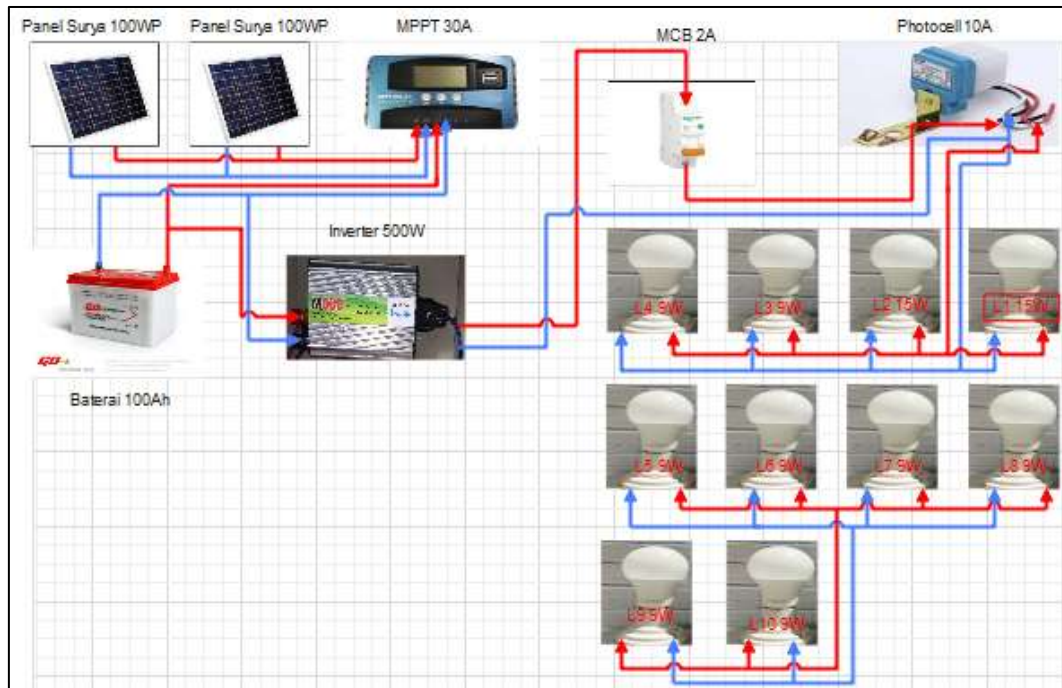 Panel Surya 100WP
Panel Surya 100WP
MPPT 30A
MCB 2A
Photocell 10A
Inverter 500W
Baterai 100Ah
L4 9W
L3 9W
L2 15W
L1 15W
L5 9W
L6 9W
L7 9W
L8 9W
L9 9W
L10 9W